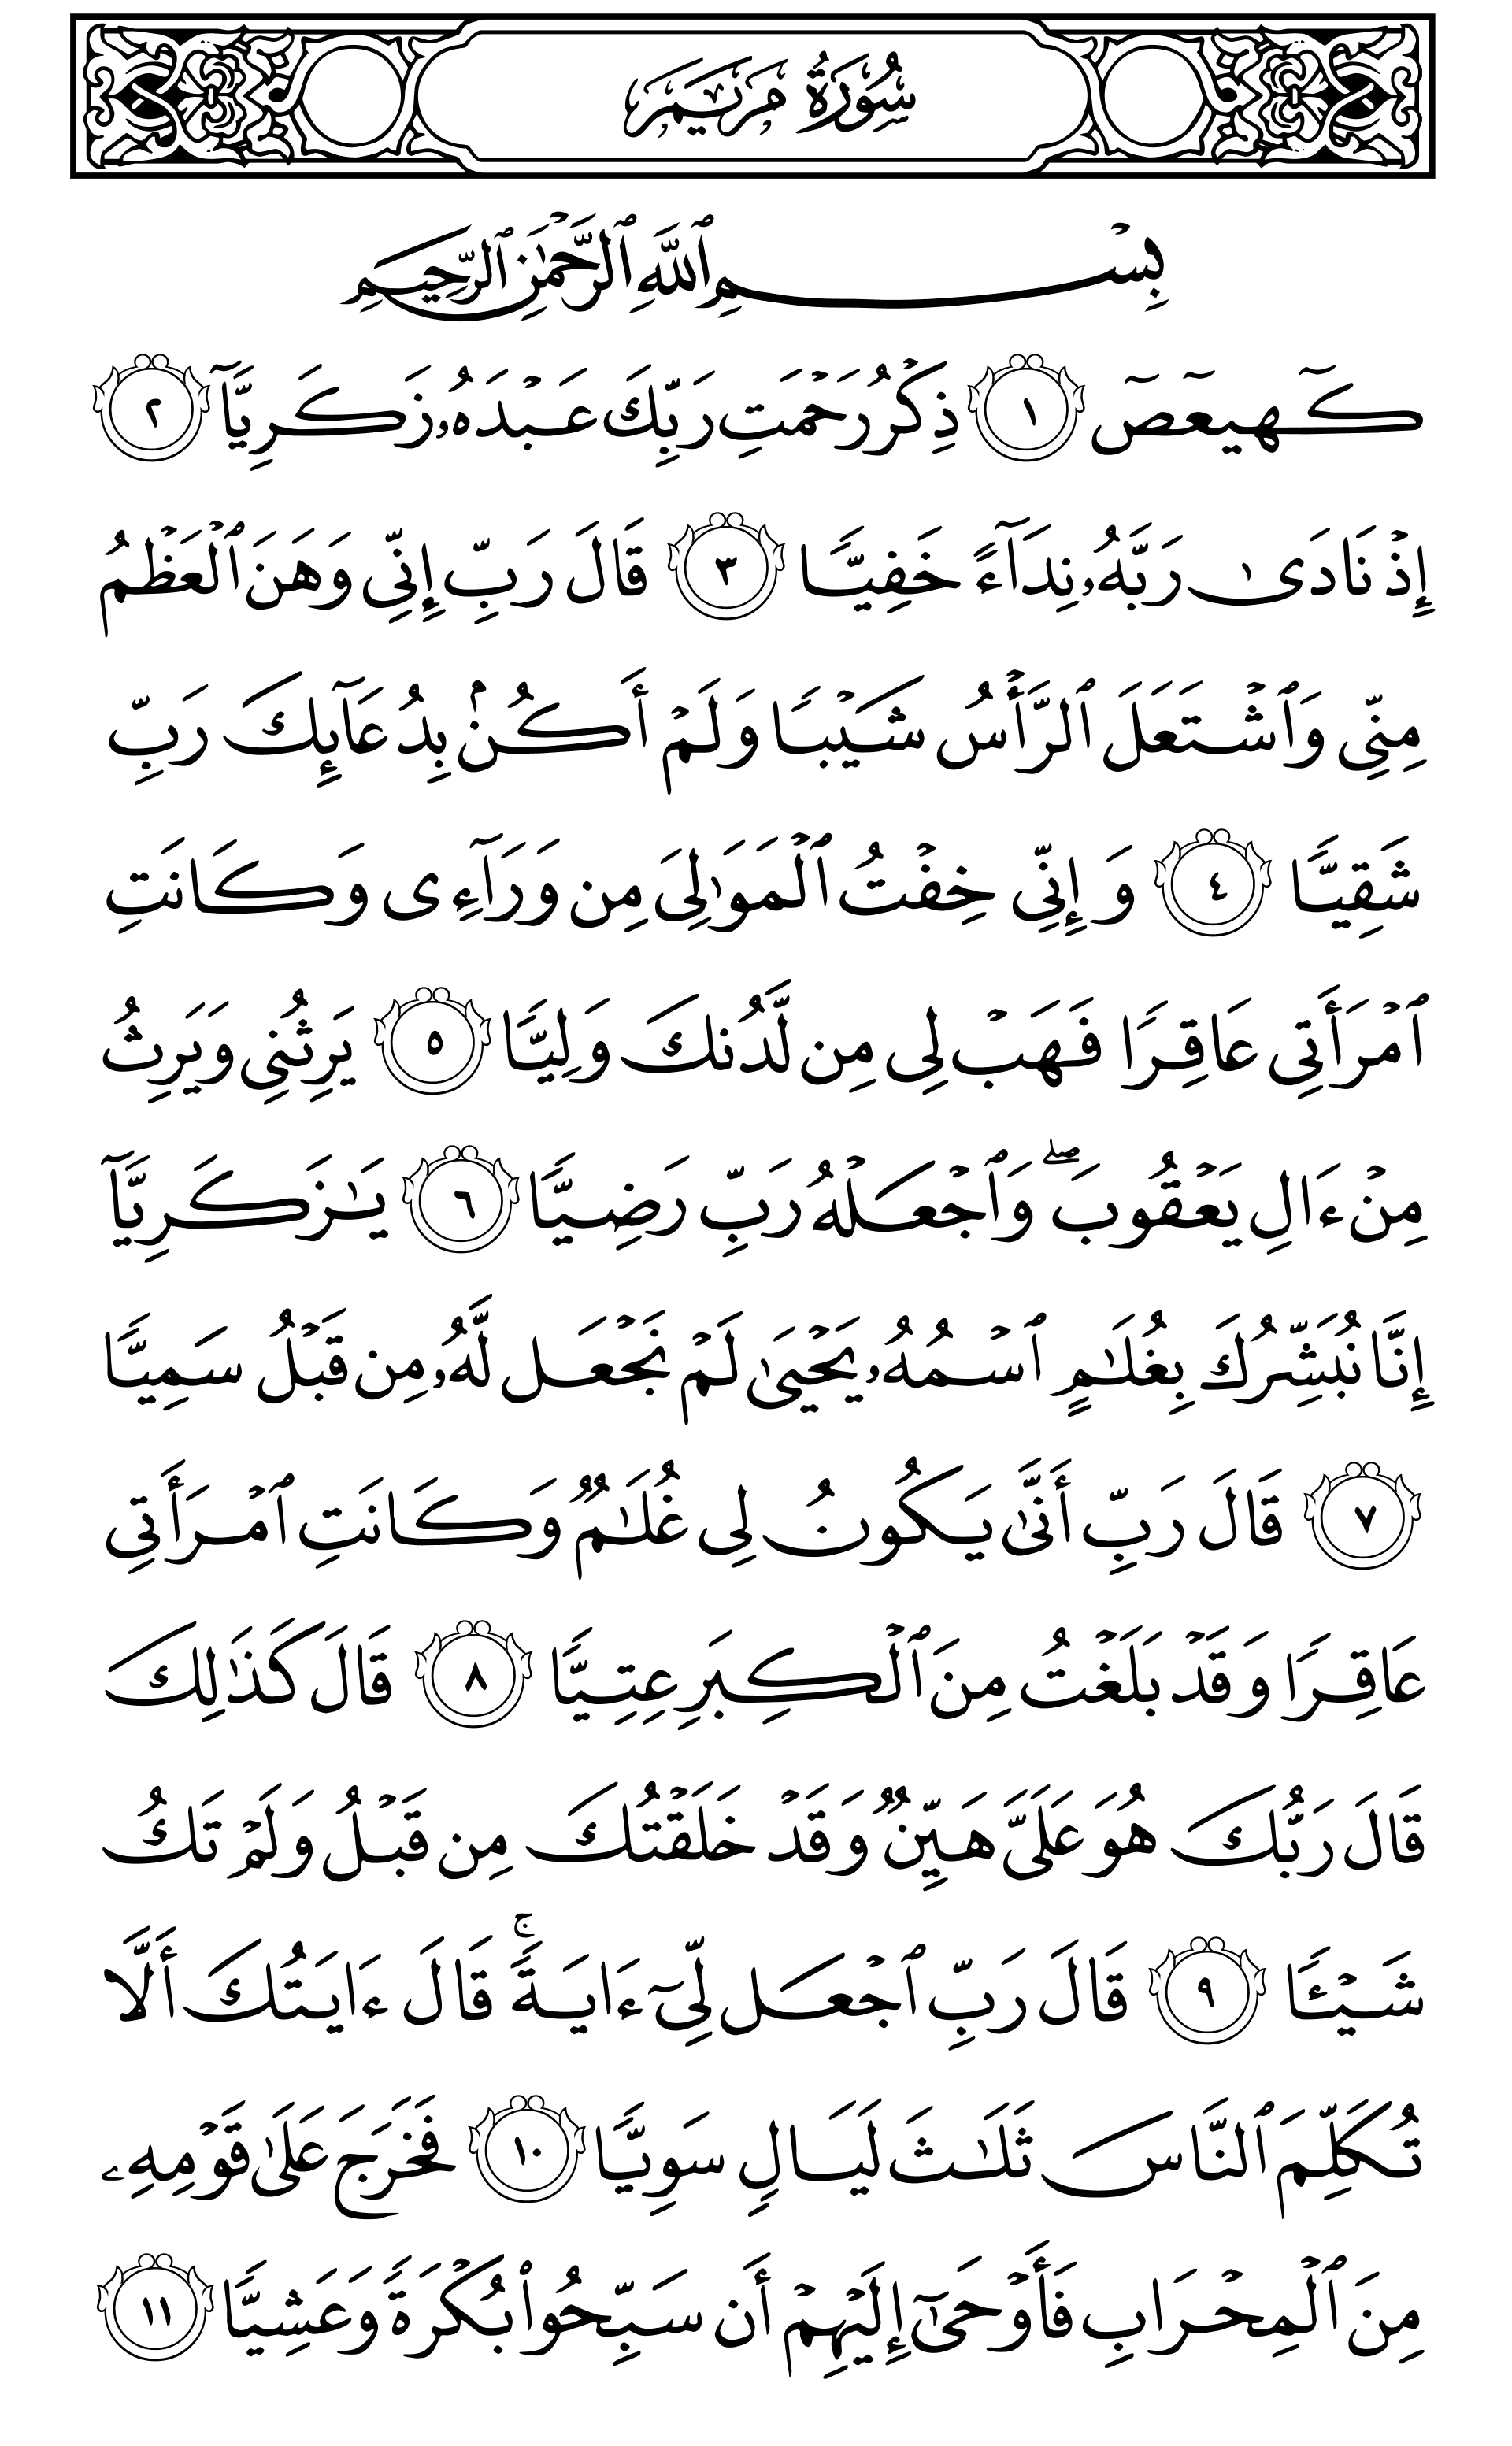 سُورَةُ مَرْيَمَ
بِسْمِ ٱللَّهِ ٱلرَّحْمَٰنِ ٱلرَّحِيمِ
كٓهيعٓصٓ ١ ذِكْرُ رَحْمَتِ رَبِّكَ عَبْدَهُۥ زَكَرِيَّآ ٢
إِذْ نَادَىٰ رَبَّهُۥ نِدَآءً خَفِيًّا ٣ قَالَ رَبِّ إِنِّى وَهَنَ ٱلْعَظْمُ
مِنِّى وَٱشْتَعَلَ ٱلرَّأْسُ شَيْبًا وَلَمْ أَكُنۢ بِدُعَآئِكَ رَبِّ
شَقِيًّا ٤ وَإِنِّى خِفْتُ ٱلْمَوَٰلِىَ مِن وَرَآءِى وَكَانَتِ
ٱمْرَأَتِى عَاقِرًا فَهَبْ لِى مِن لَّدُنكَ وَلِيًّا ٥ يَرِثُنِى وَيَرِثُ
مِنْ ءَالِ يَعْقُوبَ ۖ وَٱجْعَلْهُ رَبِّ رَضِيًّا ٦ يَٰزَكَرِيَّآ
إِنَّا نُبَشِّرُكَ بِغُلَٰمٍ ٱسْمُهُۥ يَحْيَىٰ لَمْ نَجْعَل لَّهُۥ مِن قَبْلُ سَمِيًّا
٧ قَالَ رَبِّ أَنَّىٰ يَكُونُ لِى غُلَٰمٌ وَكَانَتِ ٱمْرَأَتِى
عَاقِرًا وَقَدْ بَلَغْتُ مِنَ ٱلْكِبَرِ عِتِيًّا ٨ قَالَ كَذَٰلِكَ
قَالَ رَبُّكَ هُوَ عَلَىَّ هَيِّنٌ وَقَدْ خَلَقْتُكَ مِن قَبْلُ وَلَمْ تَكُ
شَيْـًٔا ٩ قَالَ رَبِّ ٱجْعَل لِّىٓ ءَايَةً ۚ قَالَ ءَايَتُكَ أَلَّا
تُكَلِّمَ ٱلنَّاسَ ثَلَٰثَ لَيَالٍ سَوِيًّا ١٠ فَخَرَجَ عَلَىٰ قَوْمِهِۦ
مِنَ ٱلْمِحْرَابِ فَأَوْحَىٰٓ إِلَيْهِمْ أَن سَبِّحُوا۟ بُكْرَةً وَعَشِيًّا ١١